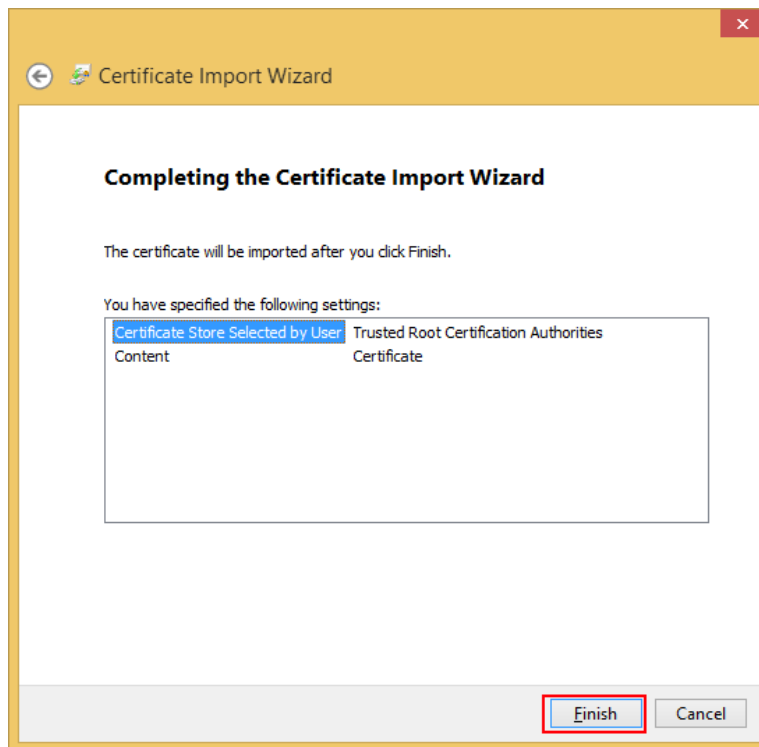 Certificate Import Wizard
Completing the Certificate Import Wizard
The certificate will be imported after you click Finish.
You have specified the following settings:
Certificate Store Selected by User Trusted Root Certification Authorities
Content Certificate
Finish Cancel